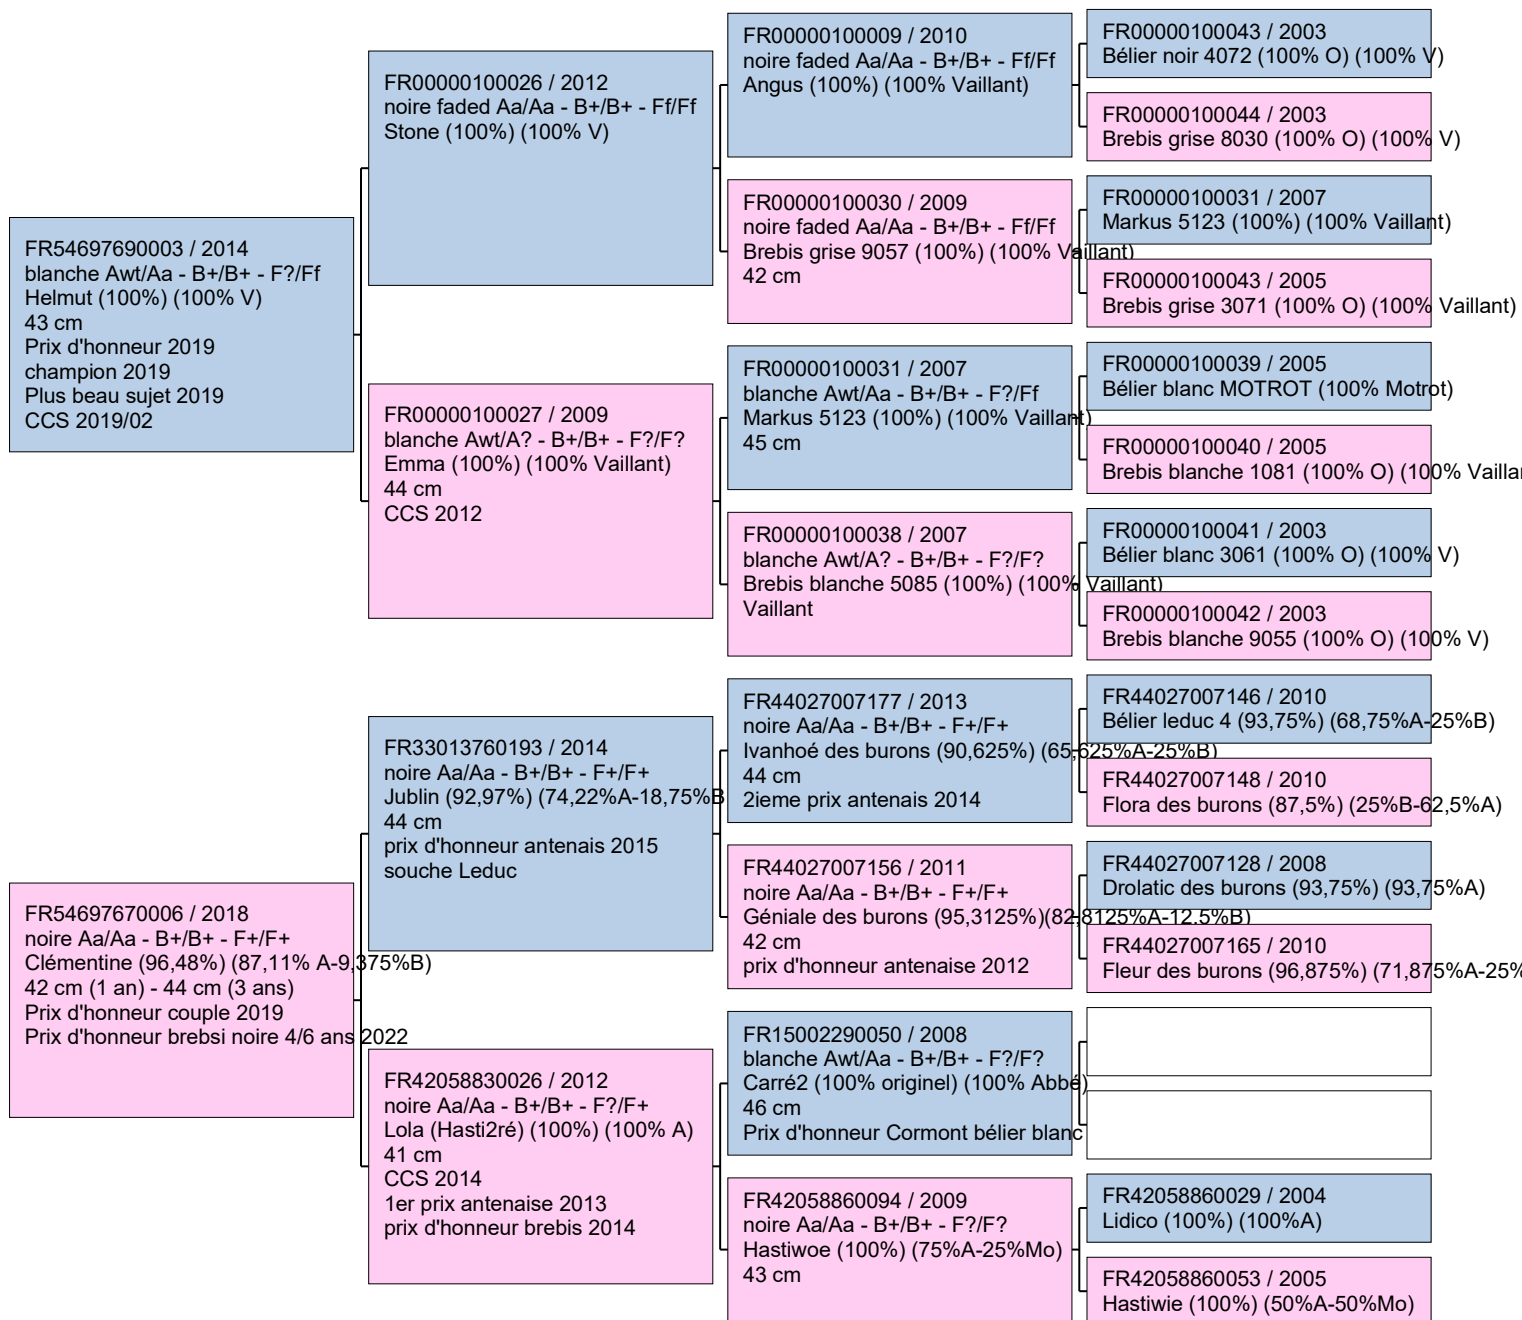 FR54697690003 / 2014
blanche Awt/Aa - B+/B+ - F?/Ff
Helmut (100%) (100% V)
43 cm
Prix d'honneur 2019
champion 2019
Plus beau sujet 2019
CCS 2019/02
FR00000100026 / 2012
noire faded Aa/Aa - B+/B+ - Ff/Ff
Stone (100%) (100% V)
FR00000100027 / 2009
blanche Awt/A? - B+/B+ - F?/F?
Emma (100%) (100% Vaillant)
44 cm
CCS 2012
FR00000100009 / 2010
noire faded Aa/Aa - B+/B+ - Ff/Ff
Angus (100%) (100% Vaillant)
FR00000100030 / 2009
noire faded Aa/Aa - B+/B+ - Ff/Ff
Brebis grise 9057 (100%) (100% Vaillant)
42 cm
FR00000100031 / 2007
blanche Awt/Aa - B+/B+ - F?/Ff
Markus 5123 (100%) (100% Vaillant)
45 cm
FR00000100038 / 2007
blanche Awt/A? - B+/B+ - F?/F?
Brebis blanche 5085 (100%) (100% Vaillant)
Vaillant
FR00000100043 / 2003
Bélier noir 4072 (100% O) (100% V)
FR00000100044 / 2003
Brebis grise 8030 (100% O) (100% V)
FR00000100031 / 2007
Markus 5123 (100%) (100% Vaillant)
FR00000100043 / 2005
Brebis grise 3071 (100% O) (100% Vaillant)
FR00000100039 / 2005
Bélier blanc MOTROT (100% Motrot)
FR00000100040 / 2005
Brebis blanche 1081 (100% O) (100% Vaillan
FR00000100041 / 2003
Bélier blanc 3061 (100% O) (100% V)
FR00000100042 / 2003
Brebis blanche 9055 (100% O) (100% V)
FR54697670006 / 2018
noire Aa/Aa - B+/B+ - F+/F+
Clémentine (96,48%) (87,11% A-9,375%B)
42 cm (1 an) - 44 cm (3 ans)
Prix d'honneur couple 2019
Prix d'honneur brebsi noire 4/6 ans 2022
FR33013760193 / 2014
noire Aa/Aa - B+/B+ - F+/F+
Jublin (92,97%) (74,22%A-18,75%B
44 cm
prix d'honneur antenais 2015
souche Leduc
FR42058830026 / 2012
noire Aa/Aa - B+/B+ - F?/F+
Lola (Hasti2ré) (100%) (100% A)
41 cm
CCS 2014
1er prix antenaise 2013
prix d'honneur brebis 2014
FR44027007177 / 2013
noire Aa/Aa - B+/B+ - F+/F+
Ivanhoé des burons (90,625%) (65,625%A-25%B)
44 cm
2ieme prix antenais 2014
FR44027007156 / 2011
noire Aa/Aa - B+/B+ - F+/F+
Géniale des burons (95,3125%)(82,8125%A-12,5%B)
42 cm
prix d'honneur antenaise 2012
FR15002290050 / 2008
blanche Awt/Aa - B+/B+ - F?/F?
Carré2 (100% originel) (100% Abbé)
46 cm
Prix d'honneur Cormont bélier blanc
FR42058860094 / 2009
noire Aa/Aa - B+/B+ - F?/F?
Hastiwoe (100%) (75%A-25%Mo)
43 cm
FR44027007146 / 2010
Bélier leduc 4 (93,75%) (68,75%A-25%B)
FR44027007148 / 2010
Flora des burons (87,5%) (25%B-62,5%A)
FR44027007128 / 2008
Drolatic des burons (93,75%) (93,75%A)
FR44027007165 / 2010
Fleur des burons (96,875%) (71,875%A-25%
FR42058860029 / 2004
Lidico (100%) (100%A)
FR42058860053 / 2005
Hastiwie (100%) (50%A-50%Mo)